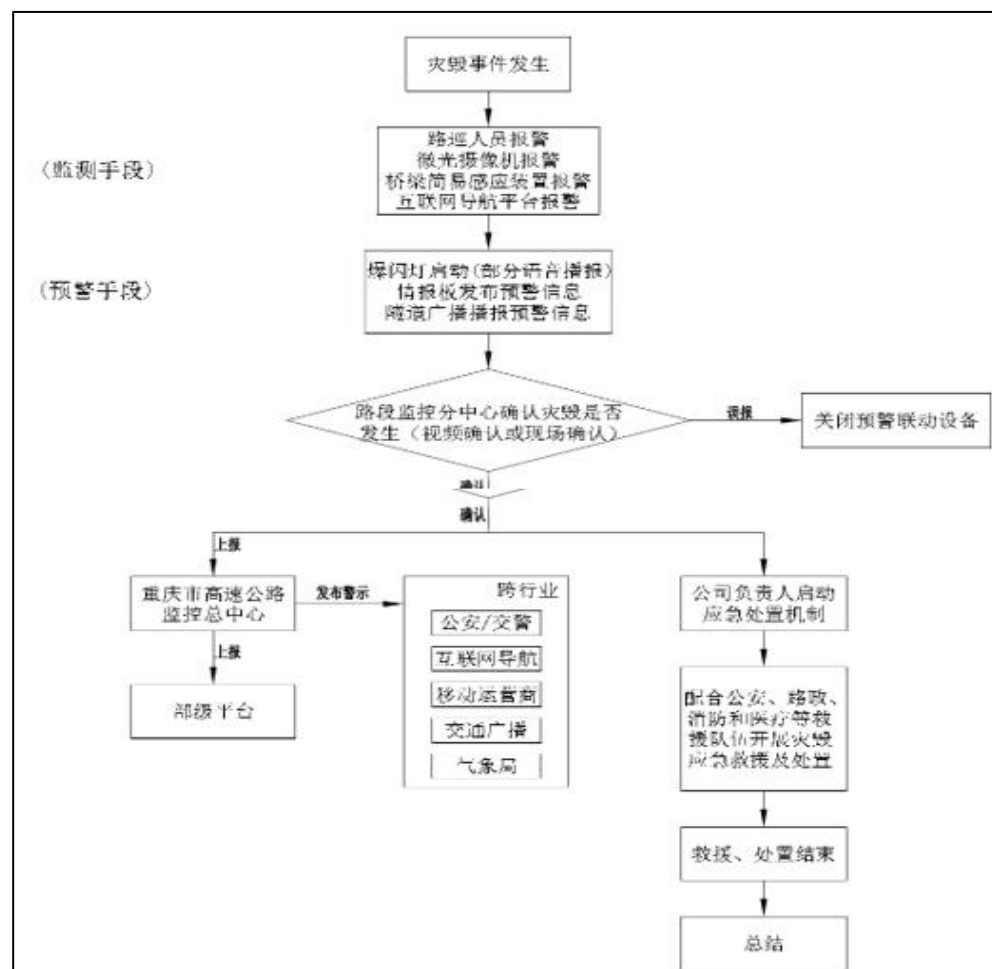 灾毁事件发生
(监测手段)
路巡人员报警
微光摄像机报警
桥梁简易感应装置报警
互联网导航平台报警
(预警手段)
爆闪灯启动(部分语音播报)
情报板发布预警信息
隧道广播播报预警信息
路段监控分中心确认灾毁是否
发生（视频确认或现场确认）
误报
关闭预警联动设备
确认
确认
上报
重庆市高速公路
监控总中心
发布警示
跨行业
公安/交警
互联网导航
移动运营商
交通广播
气象局
上报
部级平台
公司负责人启动
应急处置机制
配合公安、路政、
消防和医疗等救
援队伍开展灾毁
应急救援及处置
救援、处置结束
总结